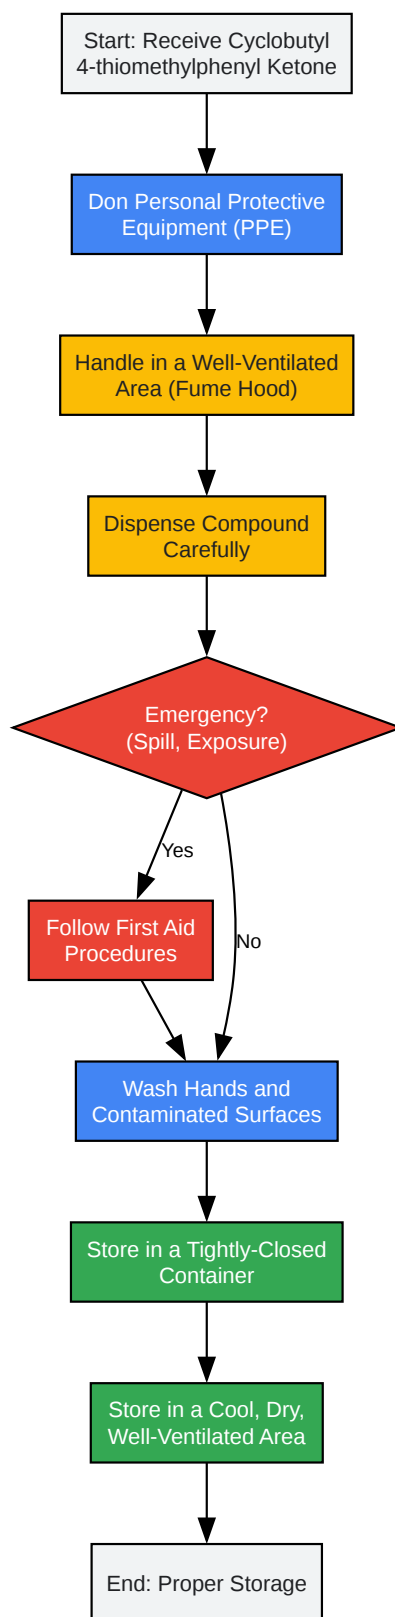 Start: Receive Cyclobutyl
4-thiomethylphenyl Ketone
Don Personal Protective
Equipment (PPE)
Handle in a Well-Ventilated
Area (Fume Hood)
Dispense Compound
Carefully
Emergency?
(Spill, Exposure)
Yes
Follow First Aid
Procedures
No
Wash Hands and
Contaminated Surfaces
Store in a Tightly-Closed
Container
Store in a Cool, Dry,
Well-Ventilated Area
End: Proper Storage